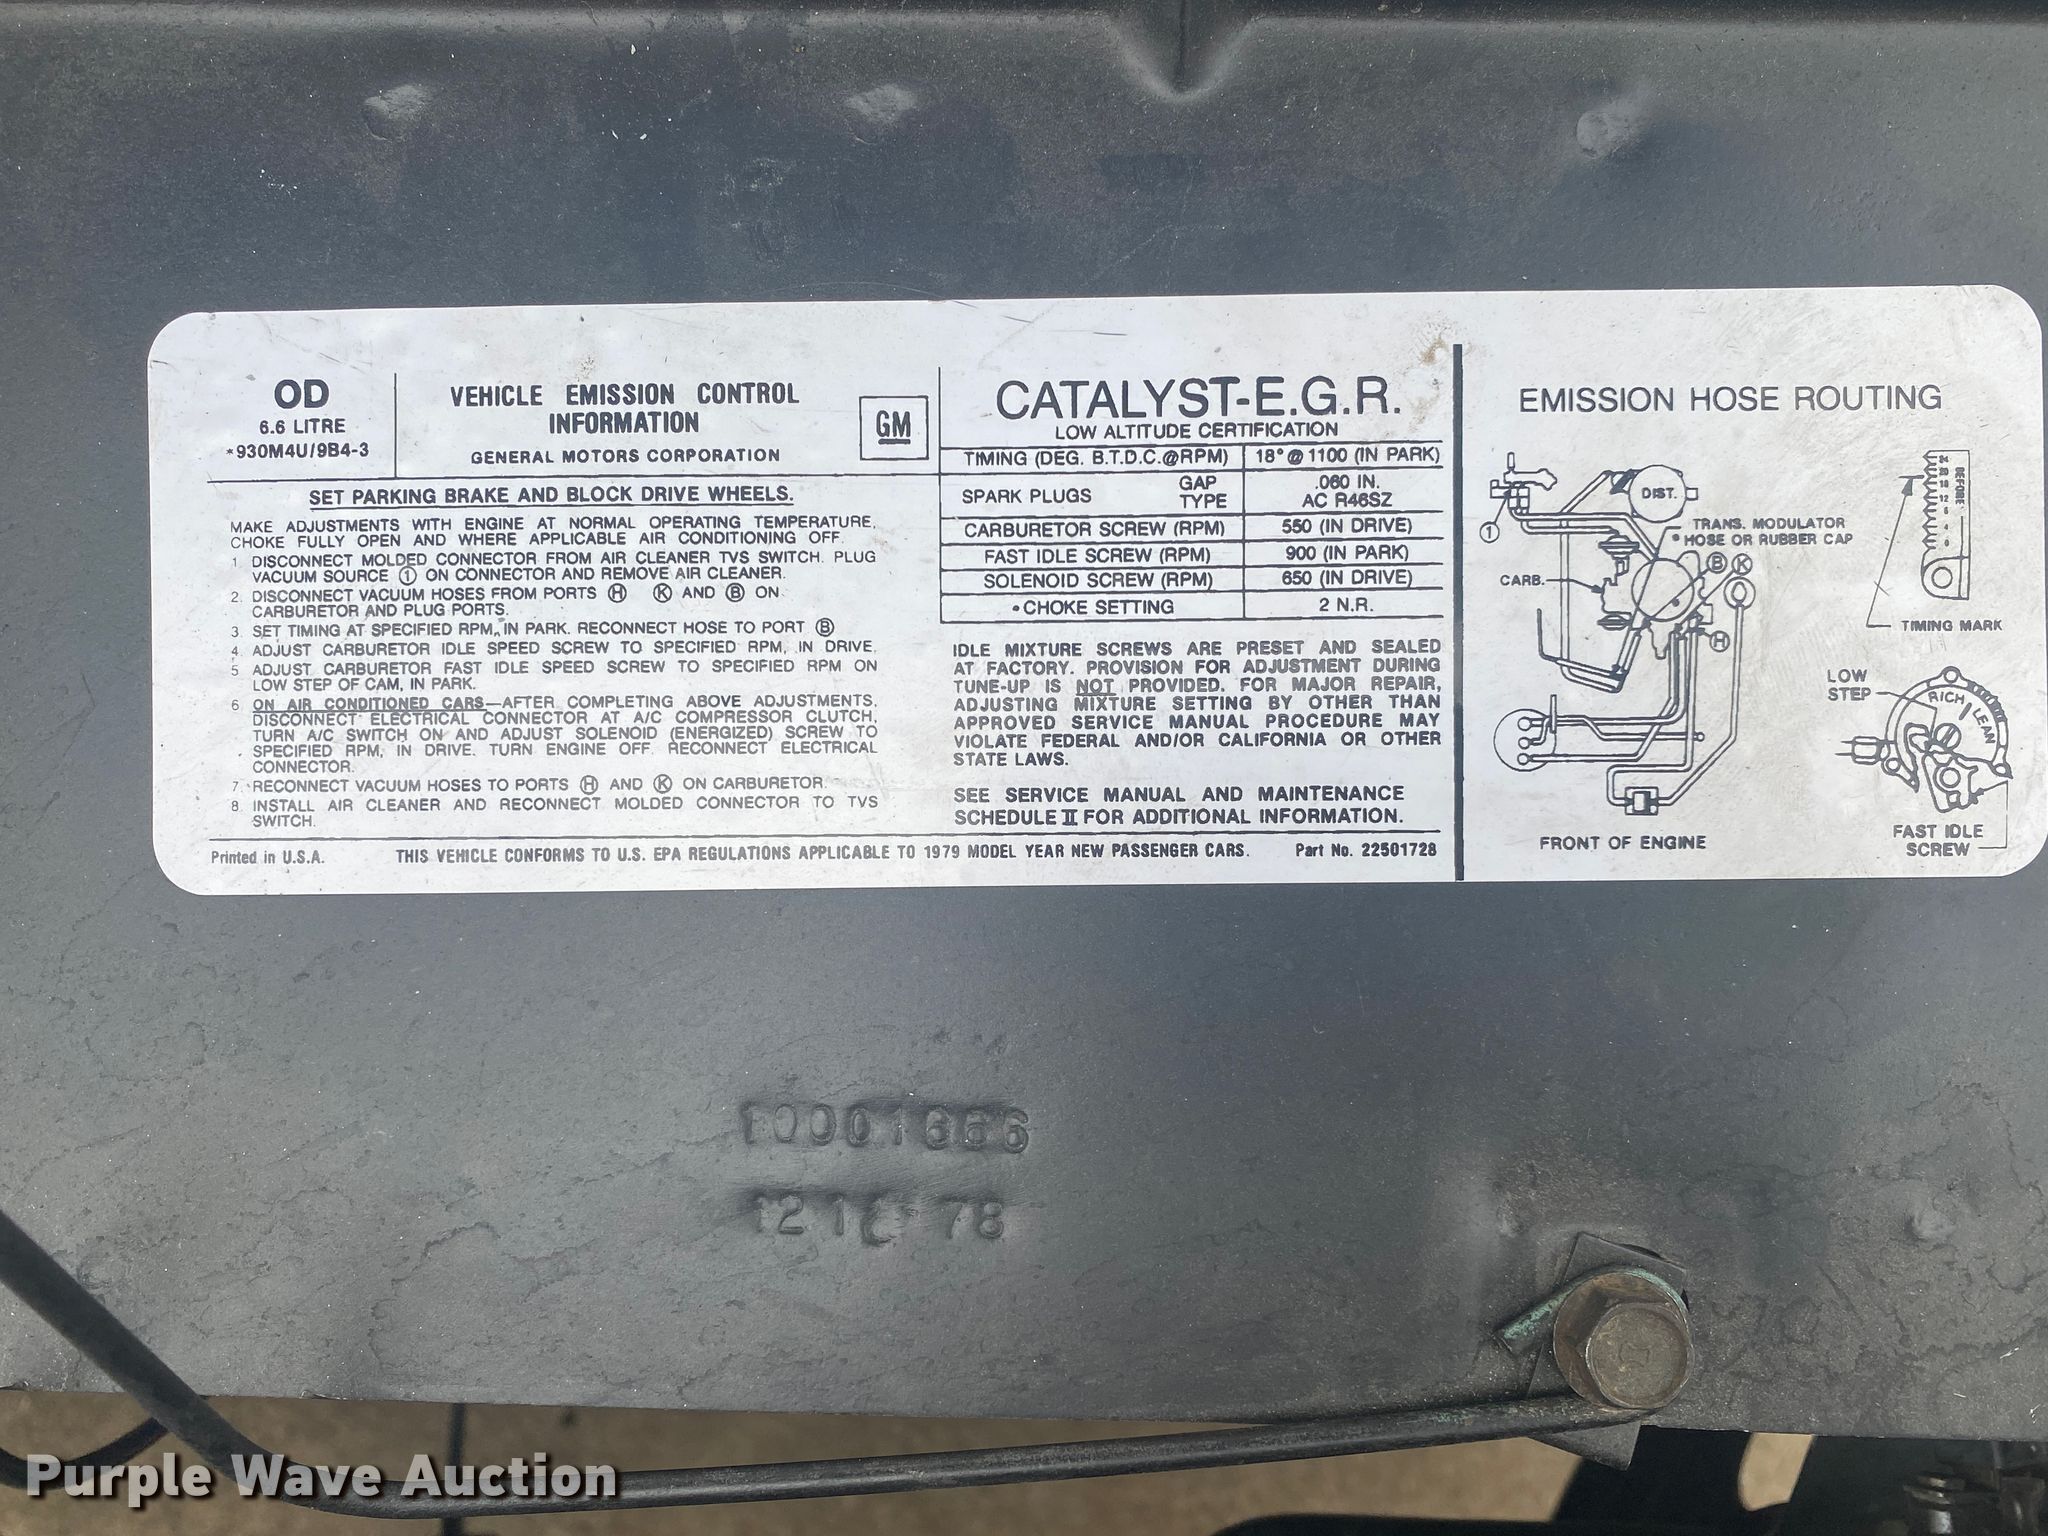 OD
6.6 LITRE
*930M4U/9B4-3
VEHICLE EMISSION CONTROL
INFORMATION
GENERAL MOTORS CORPORATION
GM
SET PARKING BRAKE AND BLOCK DRIVE WHEELS.
MAKE ADJUSTMENTS WITH ENGINE AT NORMAL OPERATING TEMPERATURE,
CHOKE FULLY OPEN AND WHERE APPLICABLE AIR CONDITIONING OFF.
1. DISCONNECT MOLDED CONNECTOR FROM AIR CLEANER TVS SWITCH. PLUG
VACUUM SOURCE ① ON CONNECTOR AND REMOVE AIR CLEANER.
2. DISCONNECT VACUUM HOSES FROM PORTS Ⓗ Ⓚ AND Ⓑ ON
CARBURETOR AND PLUG PORTS.
3. SET TIMING AT SPECIFIED RPM, IN PARK. RECONNECT HOSE TO PORT Ⓑ
4. ADJUST CARBURETOR IDLE SPEED SCREW TO SPECIFIED RPM, IN DRIVE.
5. ADJUST CARBURETOR FAST IDLE SPEED SCREW TO SPECIFIED RPM ON
LOW STEP OF CAM, IN PARK.
6. ON AIR CONDITIONED CARS—AFTER COMPLETING ABOVE ADJUSTMENTS,
DISCONNECT ELECTRICAL CONNECTOR AT A/C COMPRESSOR CLUTCH,
TURN A/C SWITCH ON AND ADJUST SOLENOID (ENERGIZED) SCREW TO
SPECIFIED RPM, IN DRIVE. TURN ENGINE OFF. RECONNECT ELECTRICAL
CONNECTOR.
7. RECONNECT VACUUM HOSES TO PORTS Ⓗ AND Ⓚ ON CARBURETOR.
8. INSTALL AIR CLEANER AND RECONNECT MOLDED CONNECTOR TO TVS
SWITCH.
CATALYST-E.G.R.
LOW ALTITUDE CERTIFICATION
TIMING (DEG. B.T.D.C.@RPM) 18°@1100 (IN PARK)
SPARK PLUGS GAP .060 IN.
TYPE AC R46SZ
CARBURETOR SCREW (RPM) 550 (IN DRIVE)
FAST IDLE SCREW (RPM) 900 (IN PARK)
SOLENOID SCREW (RPM) 650 (IN DRIVE)
•CHOKE SETTING 2 N.R.
IDLE MIXTURE SCREWS ARE PRESET AND SEALED
AT FACTORY. PROVISION FOR ADJUSTMENT DURING
TUNE-UP IS NOT PROVIDED. FOR MAJOR REPAIR,
ADJUSTING MIXTURE SETTING BY OTHER THAN
APPROVED SERVICE MANUAL PROCEDURE MAY
VIOLATE FEDERAL AND/OR CALIFORNIA OR OTHER
STATE LAWS.
SEE SERVICE MANUAL AND MAINTENANCE
SCHEDULE II FOR ADDITIONAL INFORMATION.
Printed in U.S.A. THIS VEHICLE CONFORMS TO U.S. EPA REGULATIONS APPLICABLE TO 1979 MODEL YEAR NEW PASSENGER CARS. Part No. 22501728
EMISSION HOSE ROUTING
DIST.
①
TRANS. MODULATOR
• HOSE OR RUBBER CAP
Ⓑ Ⓚ
CARB.
Ⓗ
FRONT OF ENGINE
BEFORE
24
20
16
12
8
4
0
TIMING MARK
LOW
STEP
RICH
LEAN
FAST IDLE
SCREW
10001666
78
Purple Wave Auction